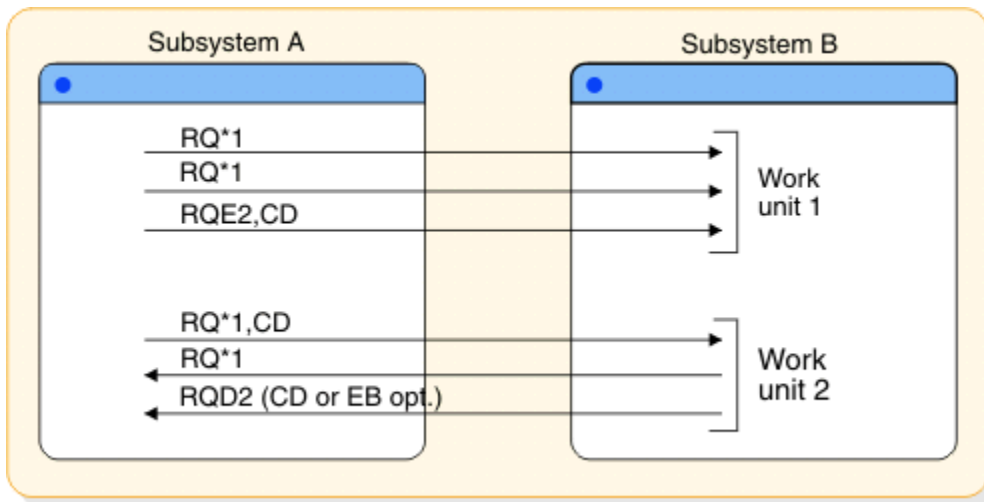 Subsystem A
Subsystem B
RQ*1
RQ*1
RQE2,CD
Work
unit 1
RQ*1,CD
RQ*1
RQD2 (CD or EB opt.)
Work
unit 2